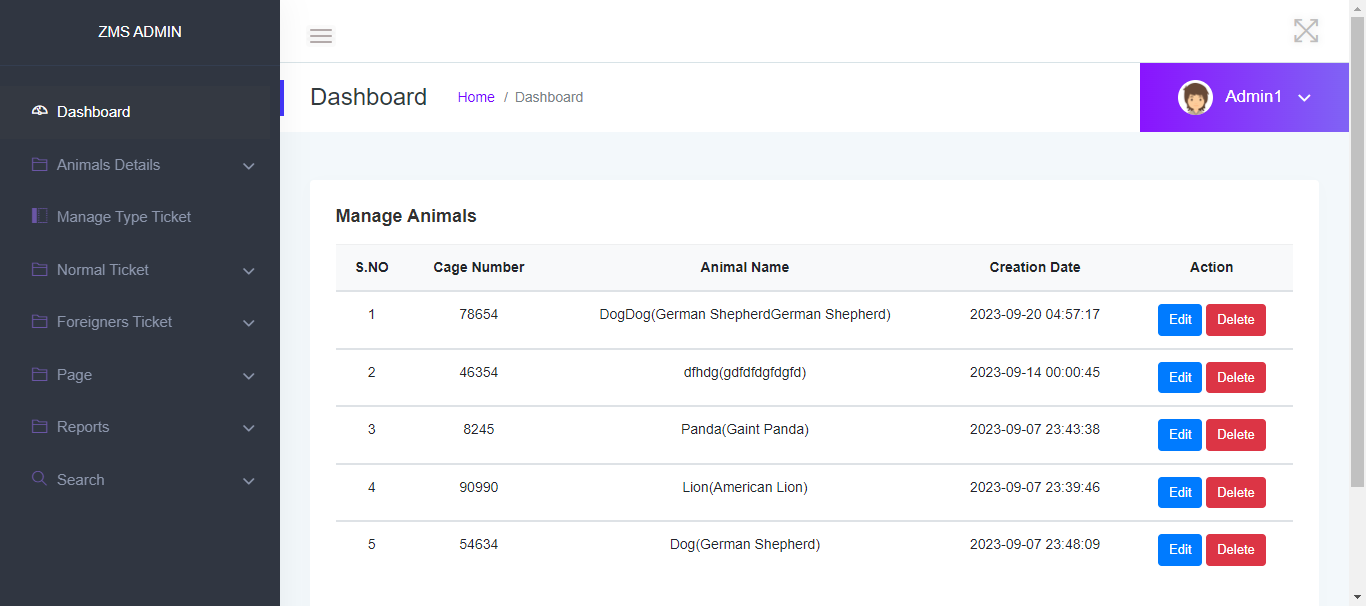 ZMS ADMIN
Dashboard
Animals Details
Manage Type Ticket
Normal Ticket
Foreigners Ticket
Page
Reports
Search
Dashboard Home / Dashboard
Admin1
Manage Animals
S.NO Cage Number Animal Name Creation Date Action
1 78654 DogDog(German ShepherdGerman Shepherd) 2023-09-20 04:57:17 Edit Delete
2 46354 dfhdg(gdfdfdgfdgfd) 2023-09-14 00:00:45 Edit Delete
3 8245 Panda(Gaint Panda) 2023-09-07 23:43:38 Edit Delete
4 90990 Lion(American Lion) 2023-09-07 23:39:46 Edit Delete
5 54634 Dog(German Shepherd) 2023-09-07 23:48:09 Edit Delete